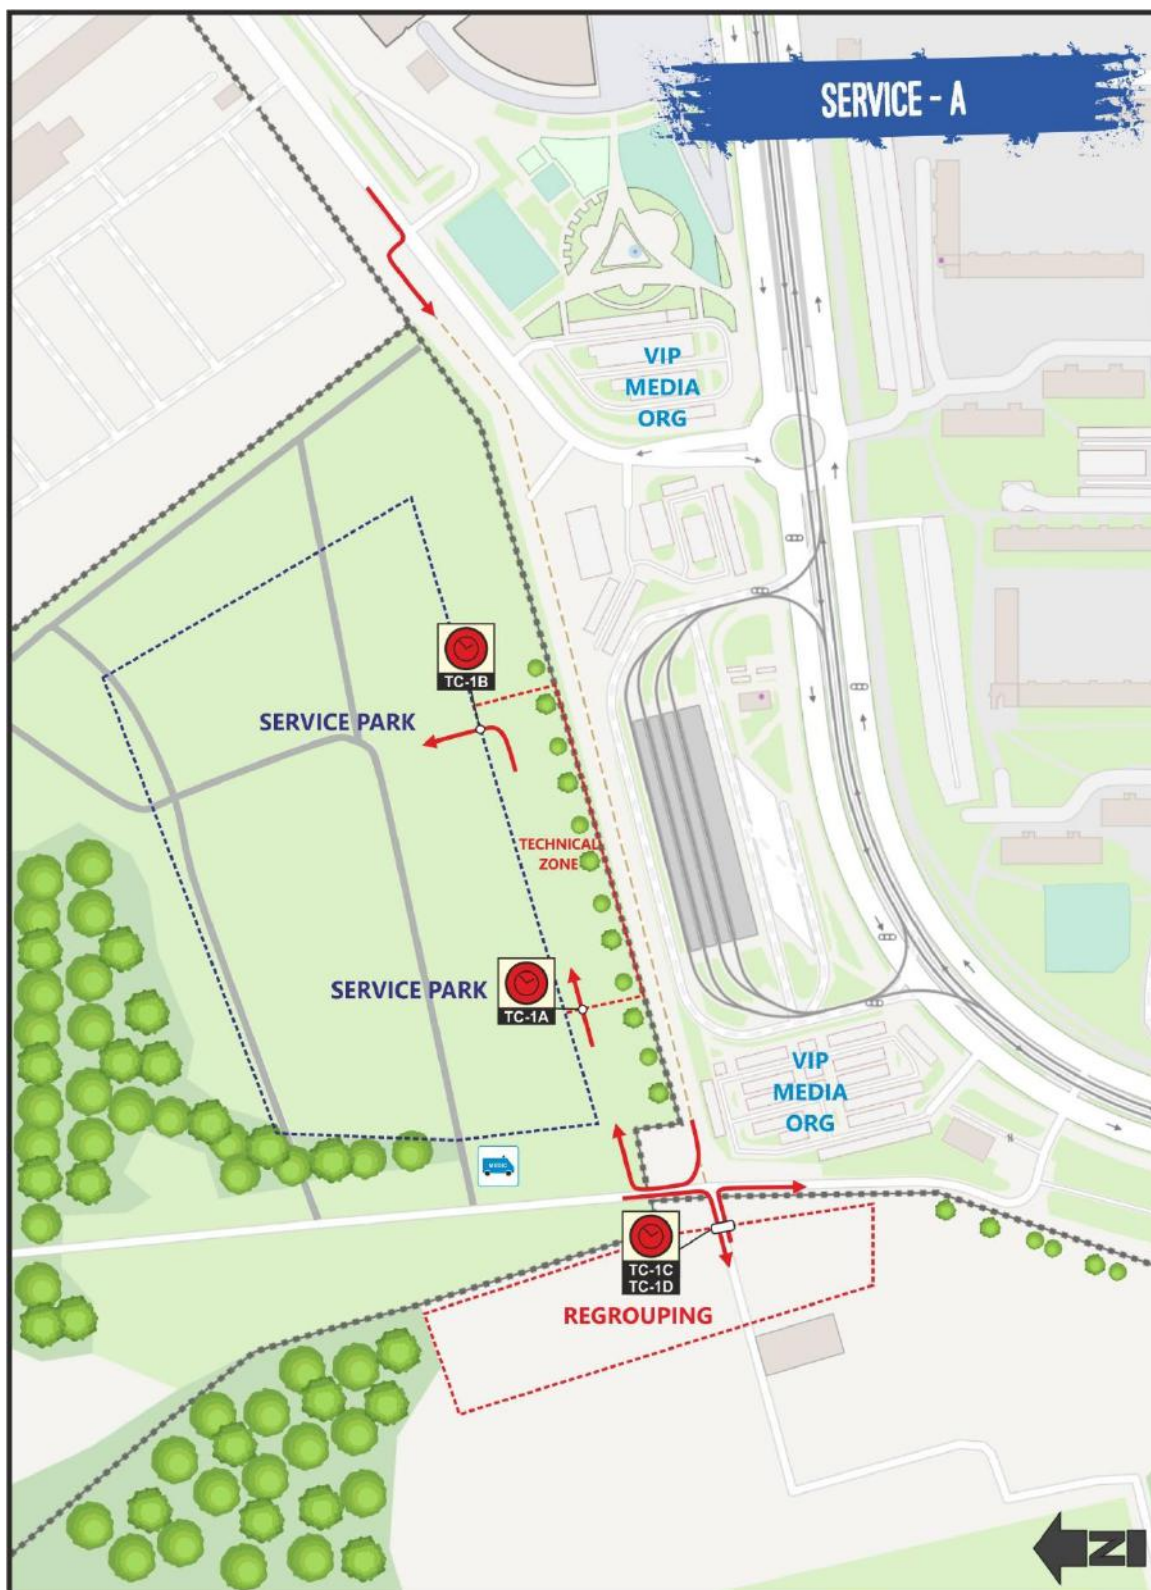 SERVICE - A
VIP
MEDIA
ORG
TC-1B
SERVICE PARK
TECHNICAL
ZONE
SERVICE PARK
TC-1A
VIP
MEDIA
ORG
MEDIC
TC-1C
TC-1D
REGROUPING
N